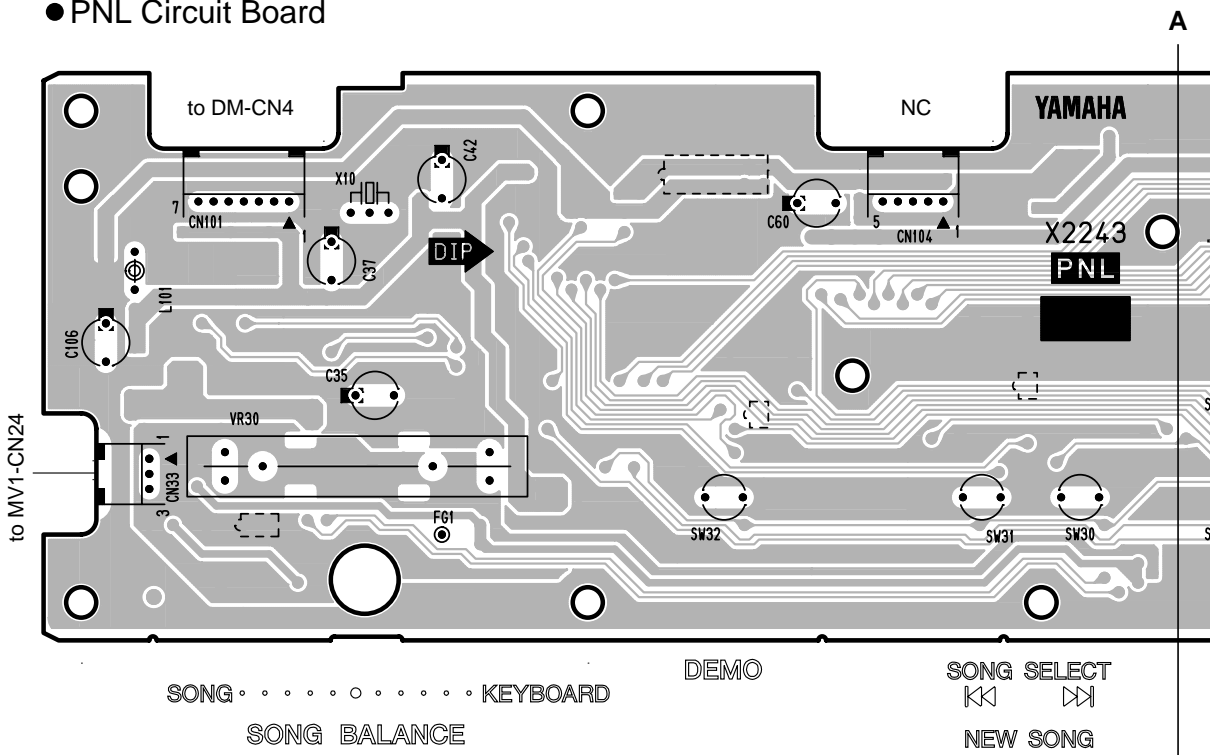 ● PNL Circuit Board
A
to DM-CN4
NC
YAMAHA
C42
X10
7
CN101
1
C60
5
CN104
1
X2243
DIP
C37
PNL
L101
C106
C35
VR30
to MV1-CN24
1
CN33
3
FG1
SW32
SW31
SW30
S
S
DEMO
SONG SELECT
SONG KEYBOARD
SONG BALANCE
NEW SONG